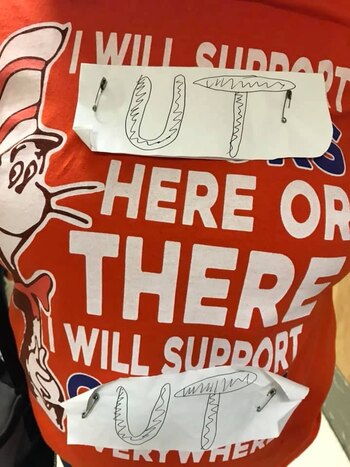 I WILL SUPPORT
UT
HERE OR
THERE
I WILL SUPPORT
UT
EVERYWHERE